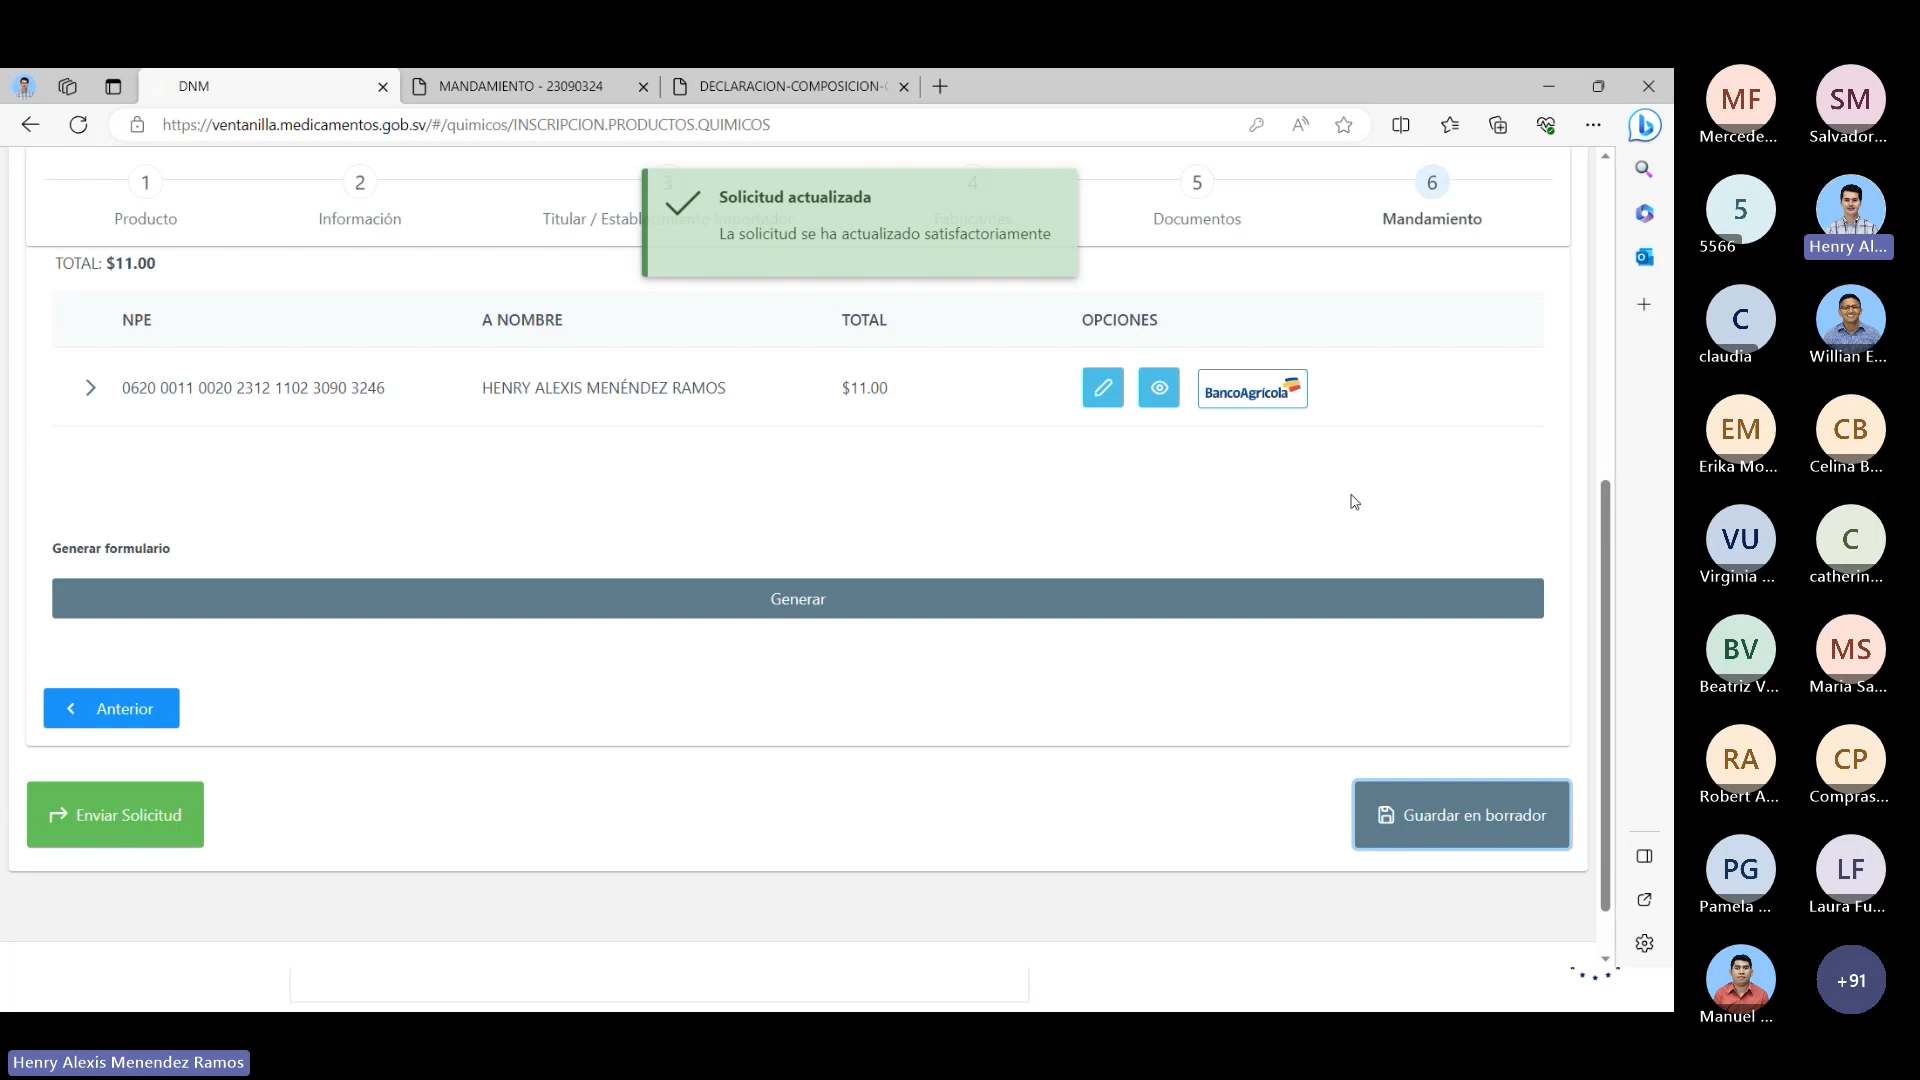 DNM
MANDAMIENTO - 23090324
DECLARACION-COMPOSICION-
https://ventanilla.medicamentos.gob.sv/#/quimicos/INSCRIPCION.PRODUCTOS.QUIMICOS
1
2
3
4
5
6
Producto
Información
Titular / Establecimiento Importador
Fabricantes
Documentos
Mandamiento
Solicitud actualizada
La solicitud se ha actualizado satisfactoriamente
TOTAL: $11.00
NPE
A NOMBRE
TOTAL
OPCIONES
0620 0011 0020 2312 1102 3090 3246
HENRY ALEXIS MENÉNDEZ RAMOS
$11.00
BancoAgrícola
Generar formulario
Generar
Anterior
Enviar Solicitud
Guardar en borrador
MF
Mercede...
SM
Salvador...
5
5566
Henry Al...
C
claudia
Willian E...
EM
Erika Mo...
CB
Celina B...
VU
Virginia ...
C
catherin...
BV
Beatriz V...
MS
Maria Sa...
RA
Robert A...
CP
Compras...
PG
Pamela ...
LF
Laura Fu...
Manuel ...
+91
Henry Alexis Menendez Ramos